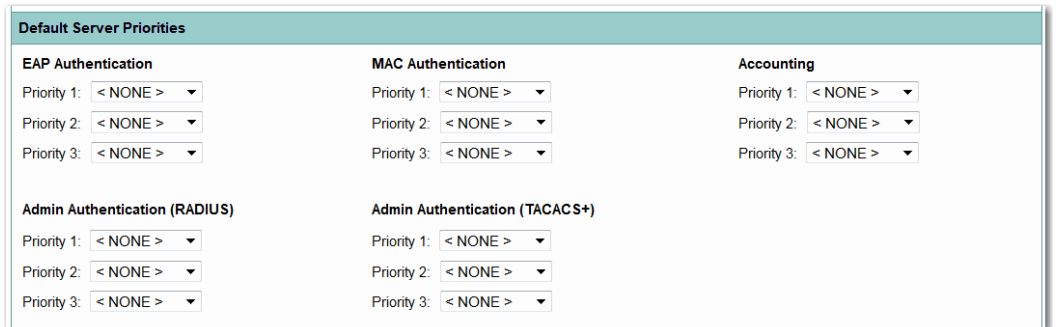 Default Server Priorities
EAP Authentication
Priority 1: < NONE >
Priority 2: < NONE >
Priority 3: < NONE >
MAC Authentication
Priority 1: < NONE >
Priority 2: < NONE >
Priority 3: < NONE >
Accounting
Priority 1: < NONE >
Priority 2: < NONE >
Priority 3: < NONE >
Admin Authentication (RADIUS)
Priority 1: < NONE >
Priority 2: < NONE >
Priority 3: < NONE >
Admin Authentication (TACACS+)
Priority 1: < NONE >
Priority 2: < NONE >
Priority 3: < NONE >